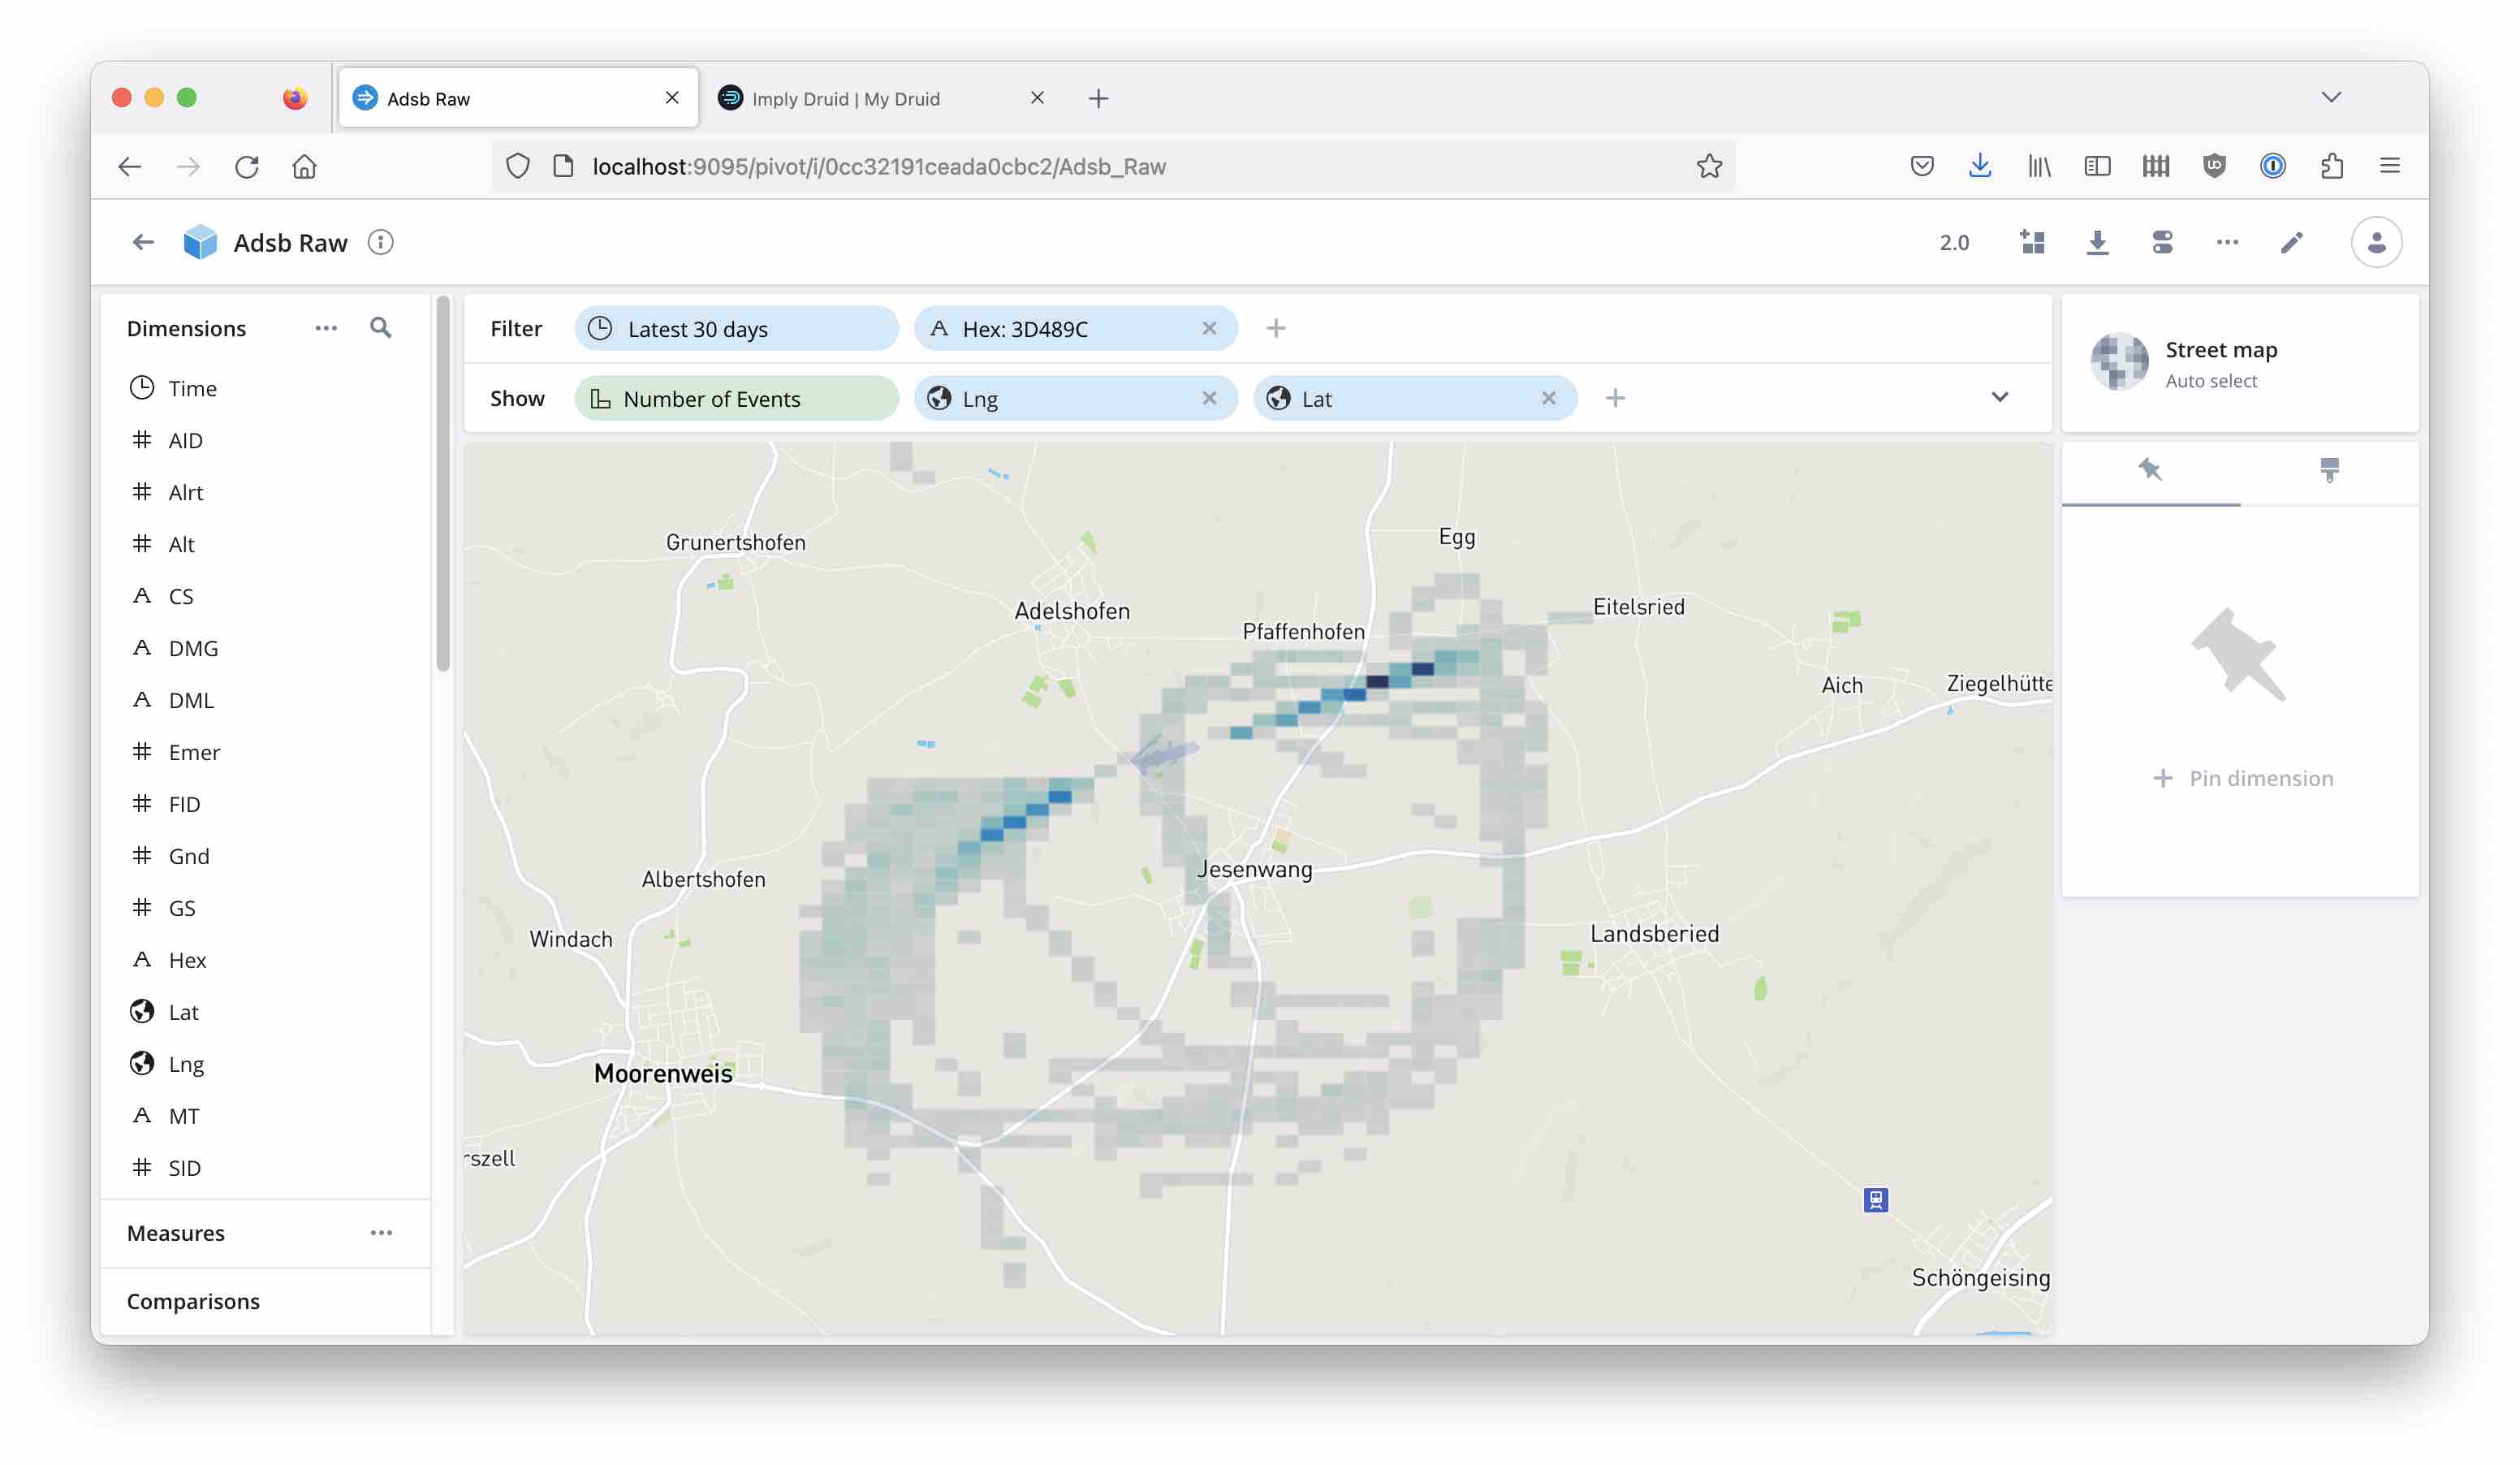 Adsb Raw
Imply Druid | My Druid
localhost:9095/pivot/i/0cc32191ceada0cbc2/Adsb_Raw
Adsb Raw
2.0
Dimensions
Time
AID
Alrt
Alt
CS
DMG
DML
Emer
FID
Gnd
GS
Hex
Lat
Lng
MT
SID
Measures
Comparisons
Filter
Latest 30 days
Hex: 3D489C
Show
Number of Events
Lng
Lat
Grunertshofen
Egg
Adelshofen
Eitelsried
Pfaffenhofen
Aich
Ziegelhütte
Jesenwang
Albertshofen
Windach
Landsberied
Moorenweis
rszell
Schöngeising
Street map
Auto select
Pin dimension